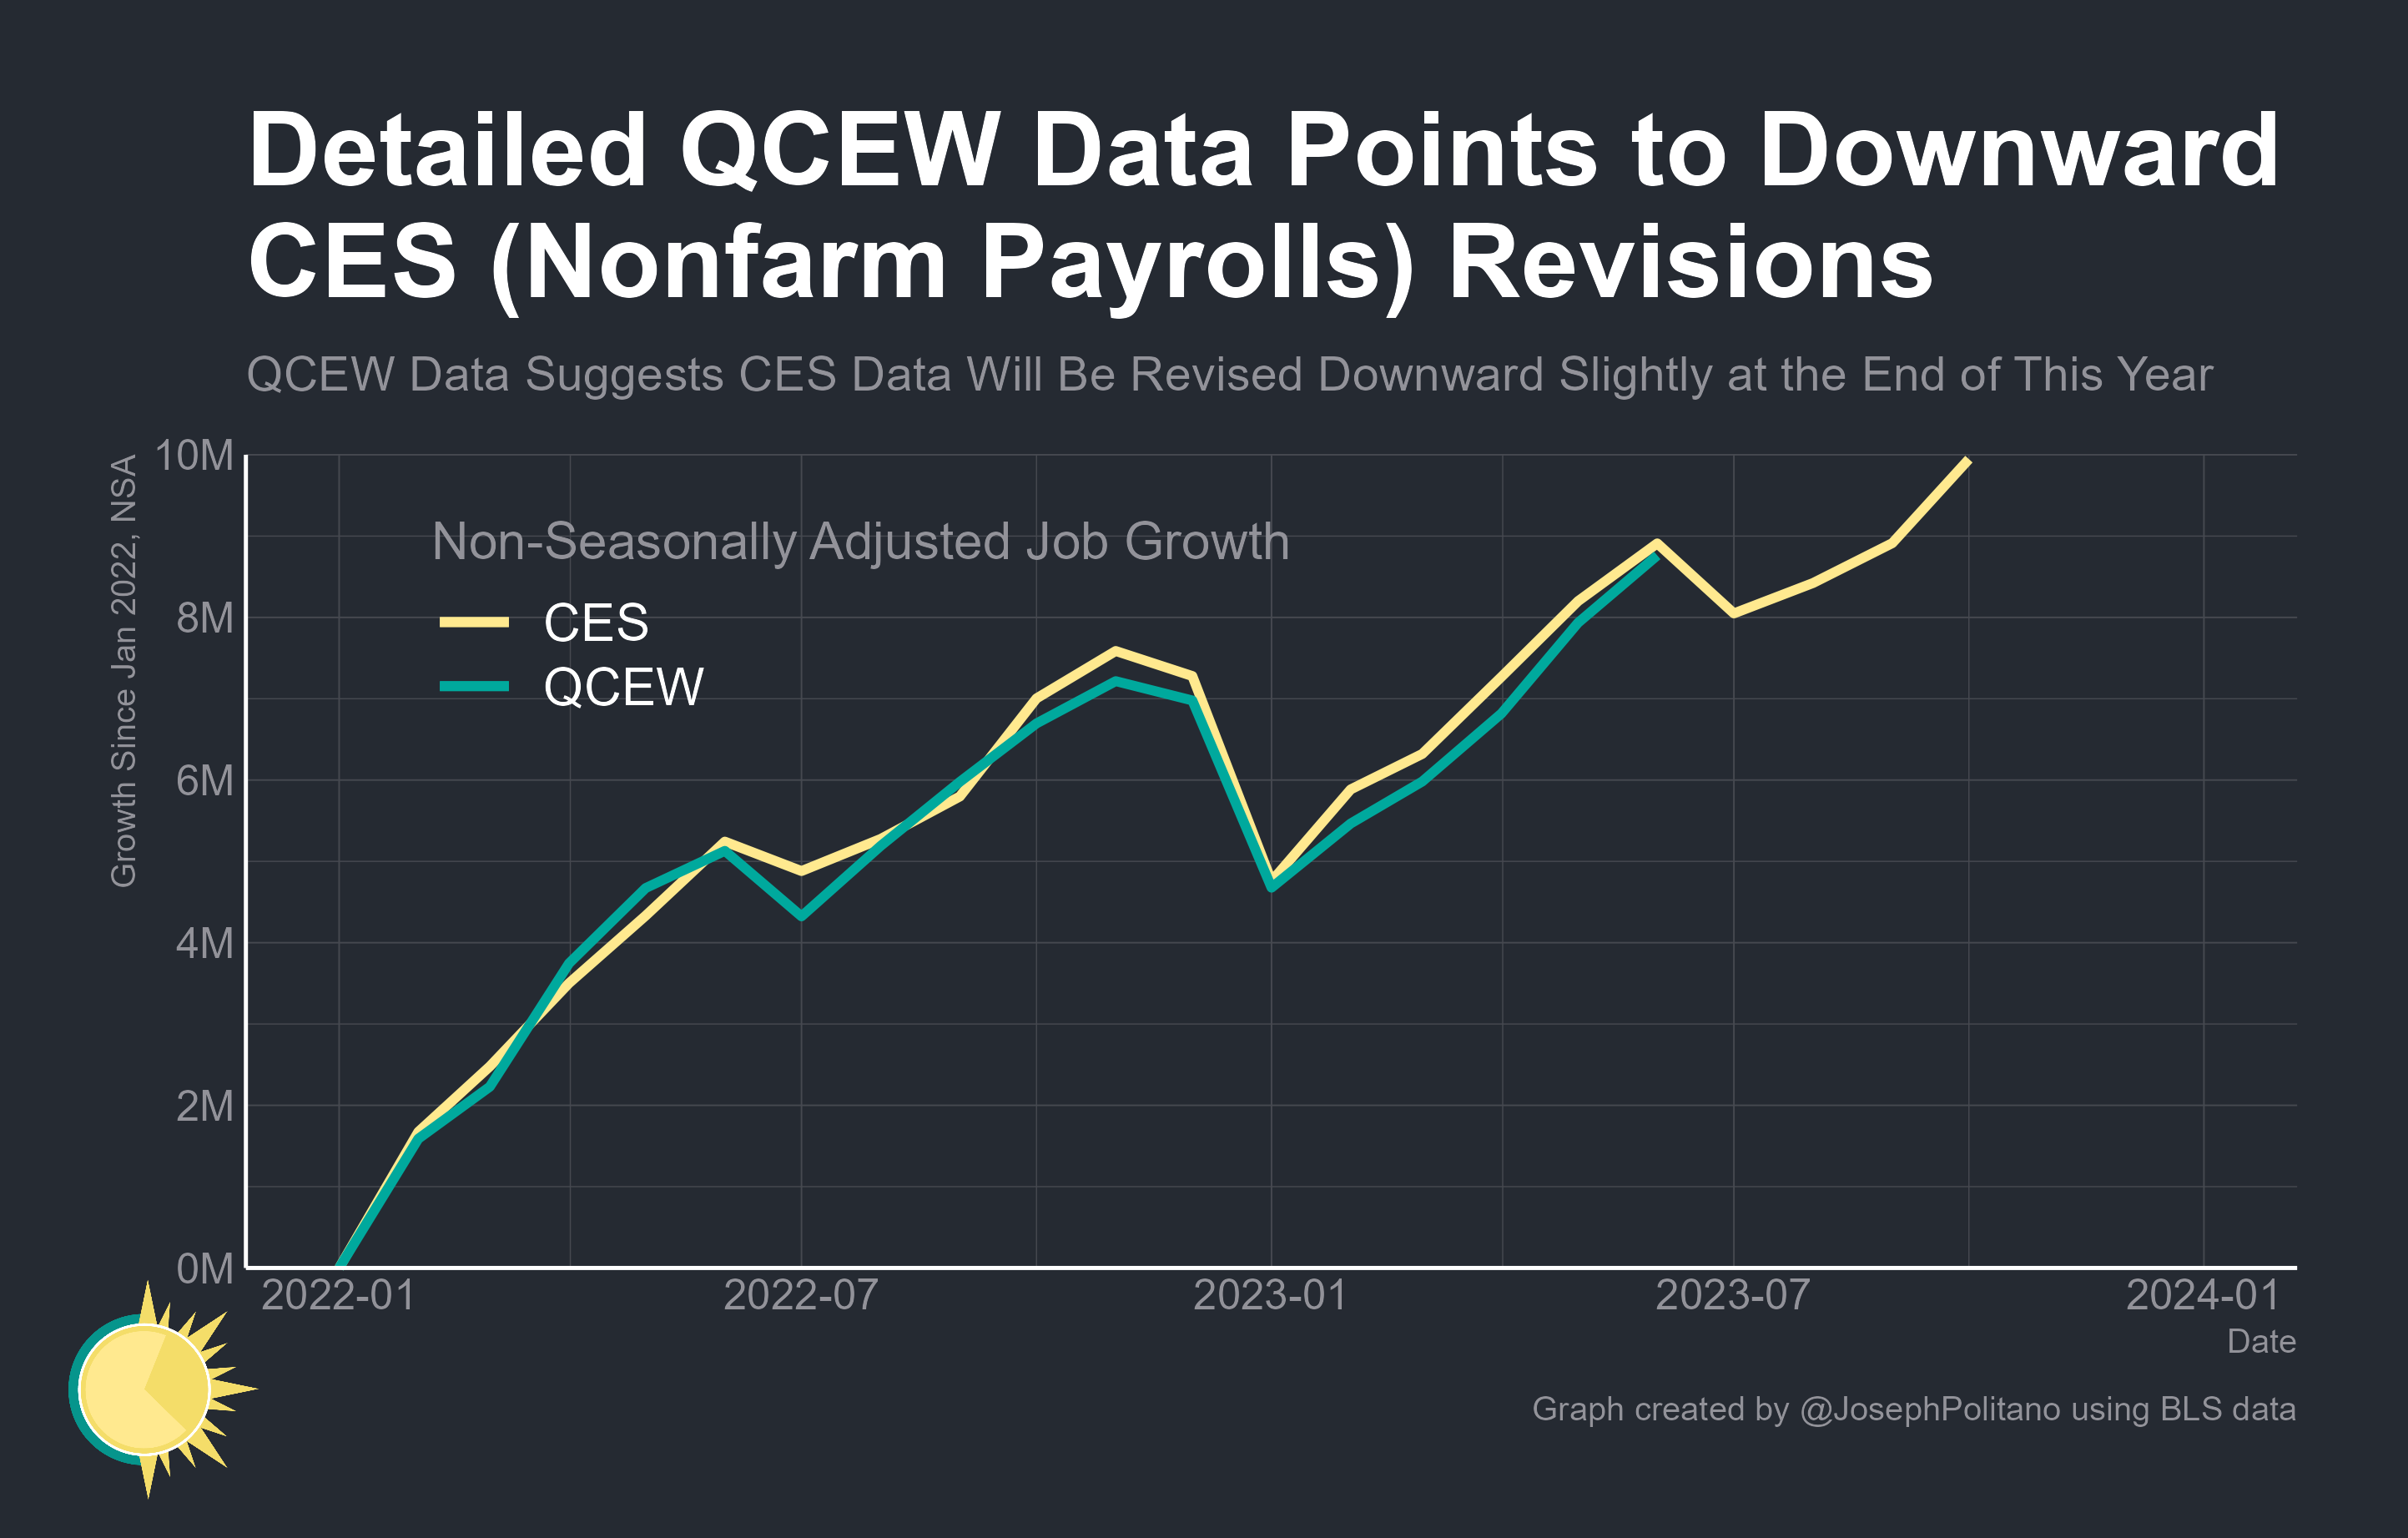 Detailed QCEW Data Points to Downward
CES (Nonfarm Payrolls) Revisions
QCEW Data Suggests CES Data Will Be Revised Downward Slightly at the End of This Year
Growth Since Jan 2022, NSA
10M
8M
6M
4M
2M
0M
Non-Seasonally Adjusted Job Growth
CES
QCEW
2022-01 2022-07 2023-01 2023-07 2024-01
Date
Graph created by @JosephPolitano using BLS data